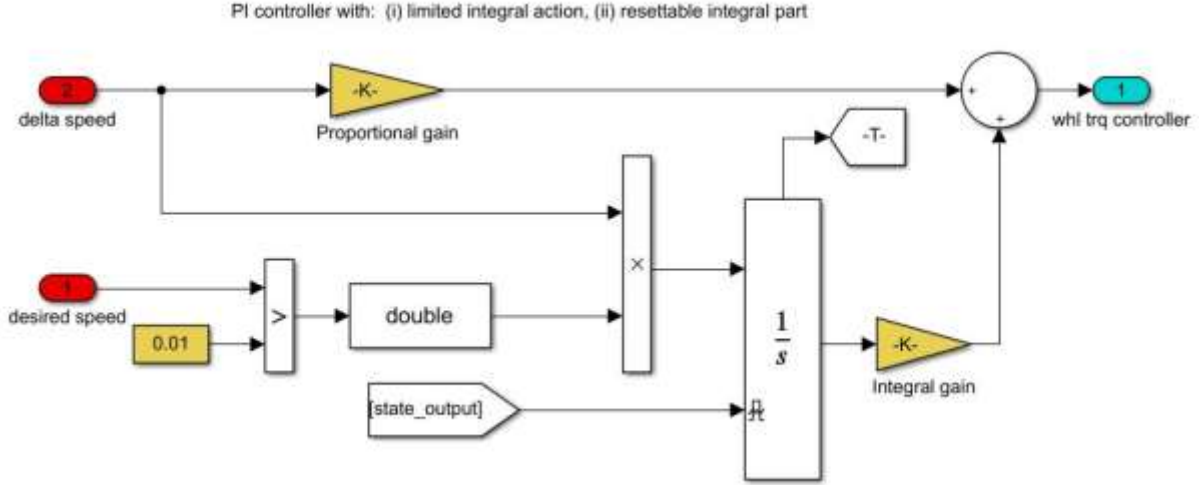 PI controller with: (i) limited integral action, (ii) resettable integral part
2
delta speed
-K-
Proportional gain
+
+
1
whl trq controller
-T-
×
1
desired speed
0.01
>
double
[state_output]
1
s
-K-
Integral gain